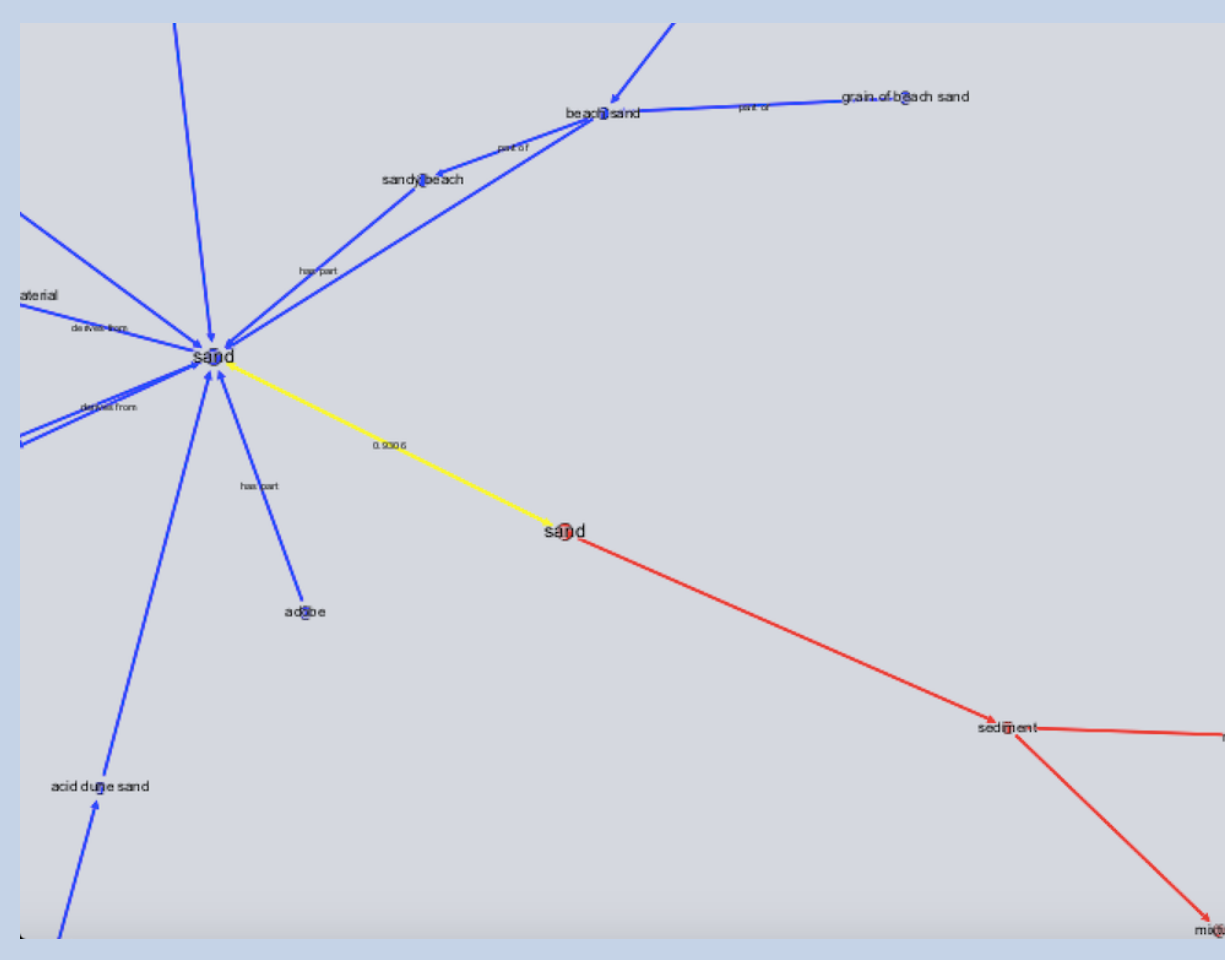 grain of beach sand
part of
beach sand
part of
sandy beach
has part
aterial
derives from
sand
derives from
0.9306
has part
sand
adobe
sediment
acid dune sand